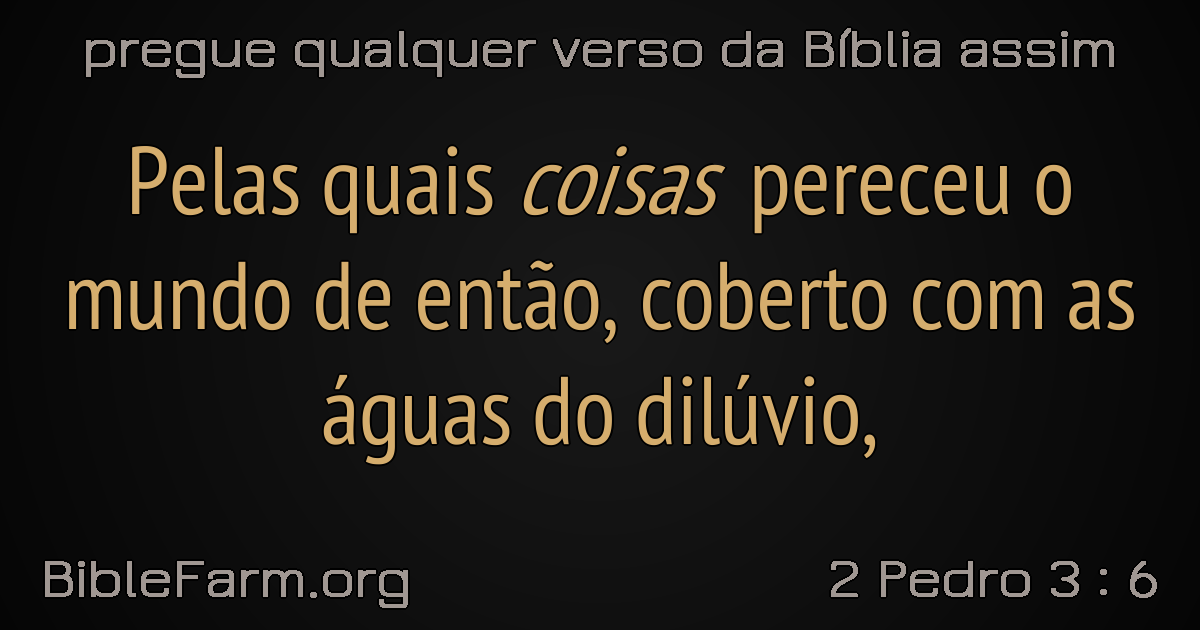 pregue qualquer verso da Bíblia assim
Pelas quais coisas pereceu o
mundo de então, coberto com as
águas do dilúvio,
BibleFarm.org
2 Pedro 3 : 6